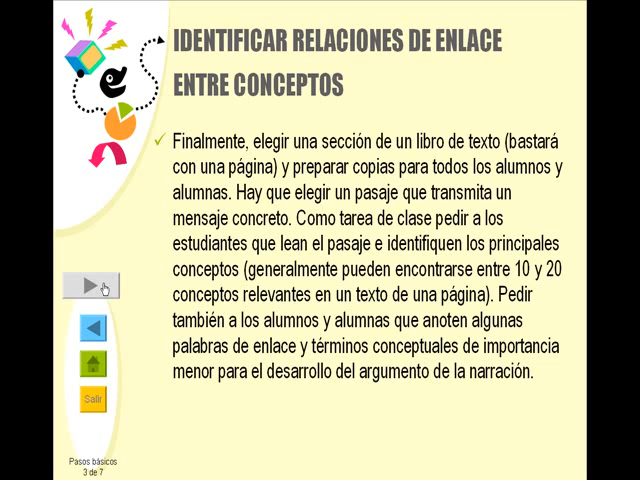 IDENTIFICAR RELACIONES DE ENLACE
ENTRE CONCEPTOS
Finalmente, elegir una sección de un libro de texto (bastará
con una página) y preparar copias para todos los alumnos y
alumnas. Hay que elegir un pasaje que transmita un
mensaje concreto. Como tarea de clase pedir a los
estudiantes que lean el pasaje e identifiquen los principales
conceptos (generalmente pueden encontrarse entre 10 y 20
conceptos relevantes en un texto de una página). Pedir
también a los alumnos y alumnas que anoten algunas
palabras de enlace y términos conceptuales de importancia
menor para el desarrollo del argumento de la narración.
Salir
Pasos básicos
3 de 7